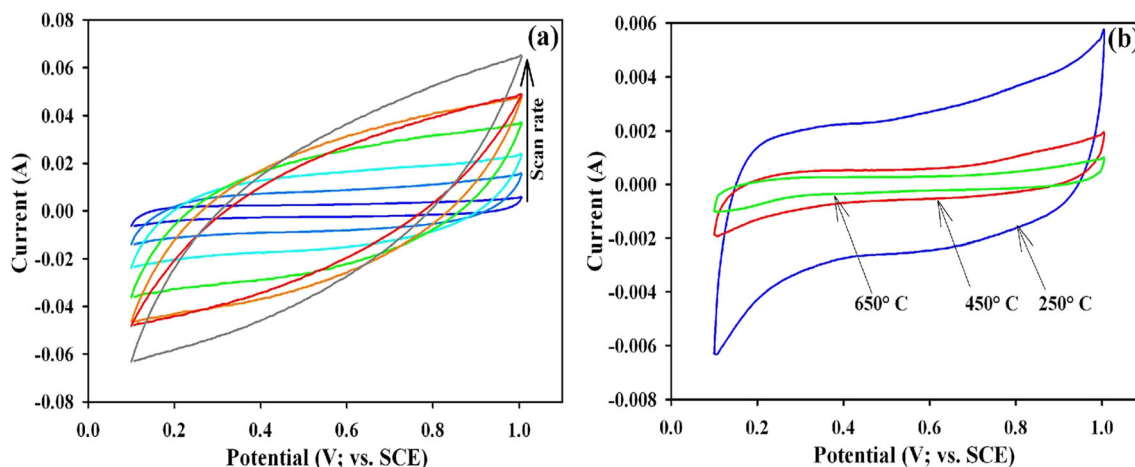 (a)
0.08
0.06
0.04
0.02
0.00
-0.02
-0.04
-0.06
-0.08
Current (A)
Scan rate
0.0 0.2 0.4 0.6 0.8 1.0
Potential (V; vs. SCE)
(b)
0.006
0.004
0.002
0.000
-0.002
-0.004
-0.006
-0.008
Current (A)
650° C 450° C 250° C
0.0 0.2 0.4 0.6 0.8 1.0
Potential (V; vs. SCE)